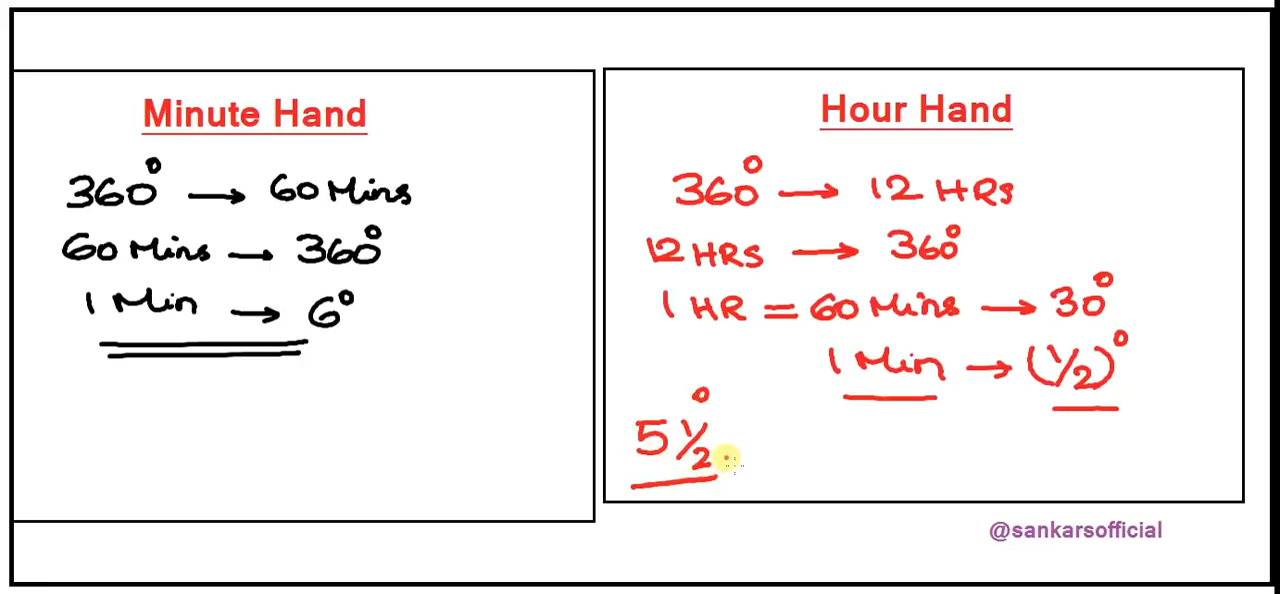 Minute Hand
360° → 60 Mins
60 Mins → 360°
1 Min → 6°
Hour Hand
360° → 12 HRs
12 HRS → 360°
1 HR = 60 Mins → 30°
1 Min → (1/2)°
5 1/2°
@sankarsofficial